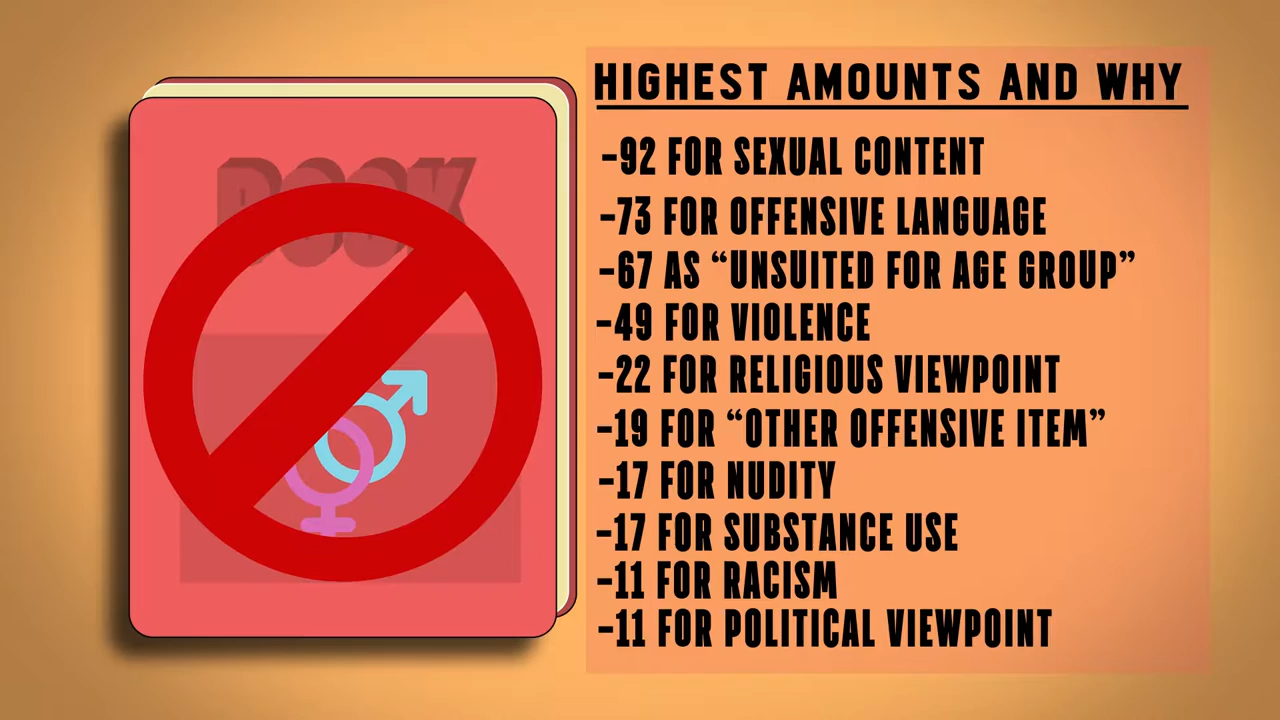 BOOK
HIGHEST AMOUNTS AND WHY
-92 FOR SEXUAL CONTENT
-73 FOR OFFENSIVE LANGUAGE
-67 AS “UNSUITED FOR AGE GROUP”
-49 FOR VIOLENCE
-22 FOR RELIGIOUS VIEWPOINT
-19 FOR “OTHER OFFENSIVE ITEM”
-17 FOR NUDITY
-17 FOR SUBSTANCE USE
-11 FOR RACISM
-11 FOR POLITICAL VIEWPOINT